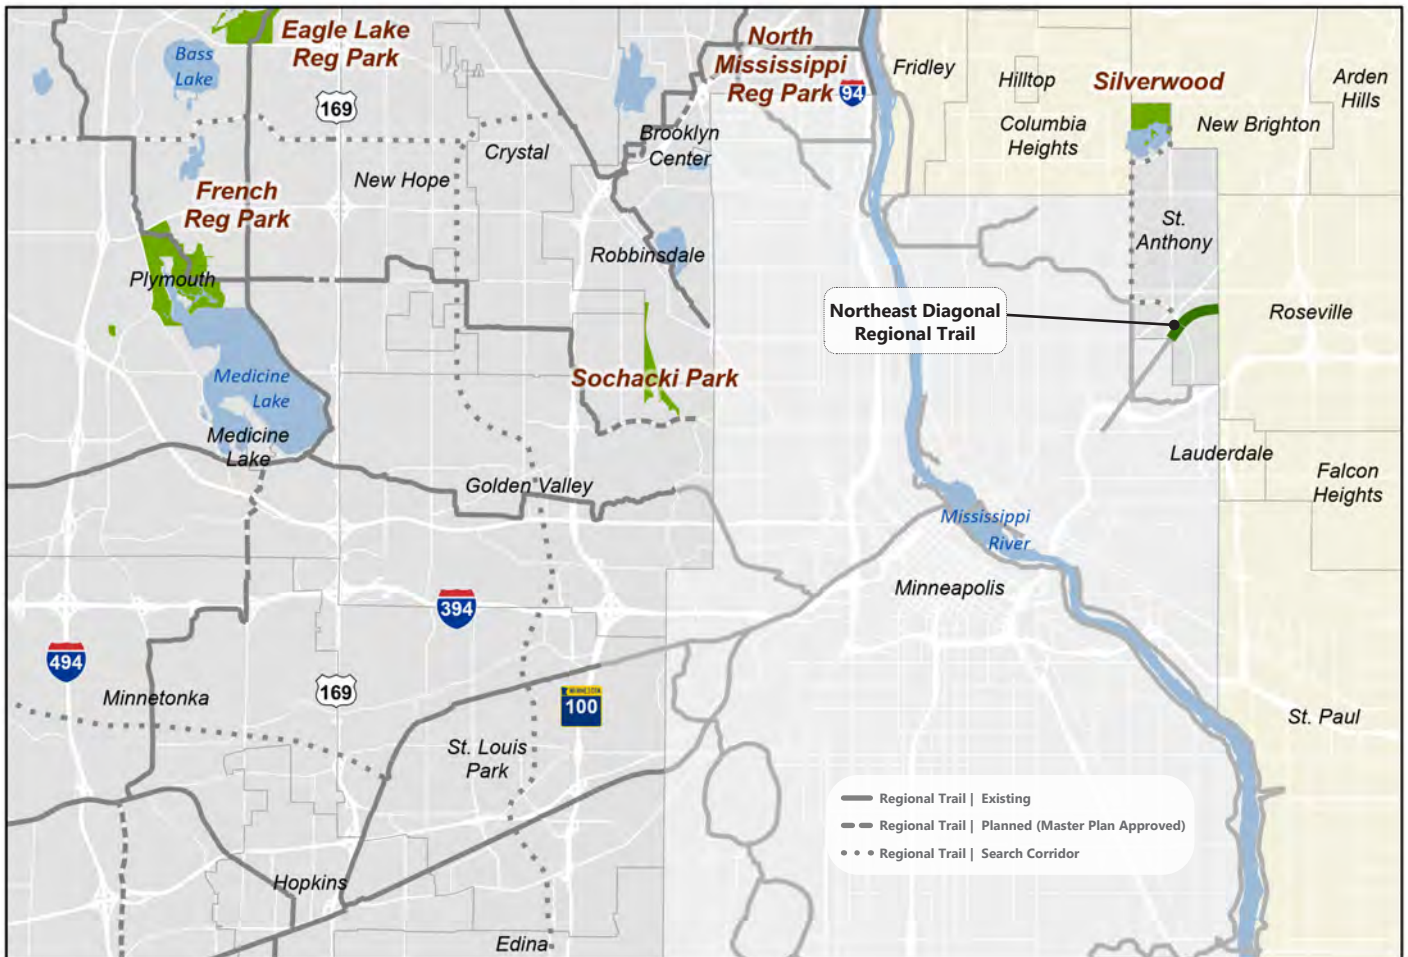 Eagle Lake
Reg Park
Bass
Lake
169
North
Mississippi
Reg Park
94
Fridley
Hilltop
Silverwood
Arden
Hills
Columbia
Heights
New Brighton
Brooklyn
Center
Crystal
New Hope
French
Reg Park
St.
Anthony
Robbinsdale
Plymouth
Northeast Diagonal
Regional Trail
Roseville
Medicine
Lake
Sochacki Park
Medicine
Lake
Golden Valley
Lauderdale
Falcon
Heights
Mississippi
River
Minneapolis
394
494
Minnetonka
169
MINNESOTA
100
St. Louis
Park
St. Paul
Regional Trail | Existing
Regional Trail | Planned (Master Plan Approved)
Regional Trail | Search Corridor
Hopkins
Edina